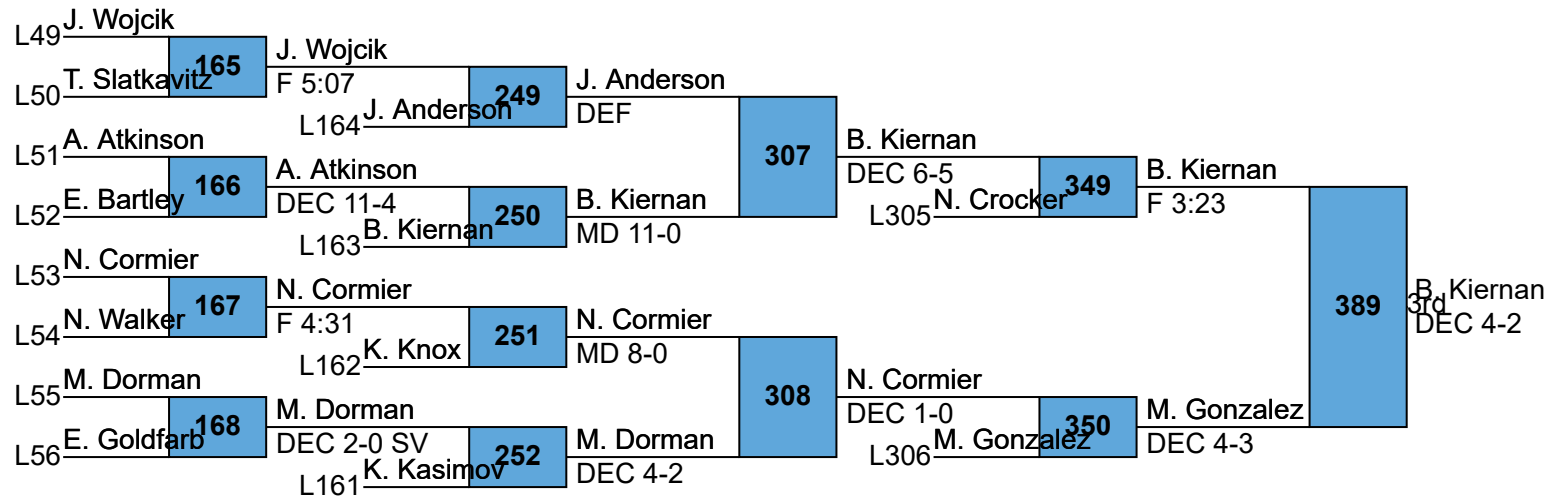 J. Wojcik
L49
165
T. Slatkavitz
L50
J. Wojcik
F 5:07
249
J. Anderson
L164
J. Anderson
DEF
A. Atkinson
L51
166
E. Bartley
L52
A. Atkinson
DEC 11-4
250
B. Kiernan
L163
B. Kiernan
MD 11-0
307
B. Kiernan
DEC 6-5
349
N. Crocker
L305
B. Kiernan
F 3:23
N. Cormier
L53
167
N. Walker
L54
N. Cormier
F 4:31
251
K. Knox
L162
N. Cormier
MD 8-0
M. Dorman
L55
168
E. Goldfarb
L56
M. Dorman
DEC 2-0 SV
252
K. Kasimov
L161
M. Dorman
DEC 4-2
308
N. Cormier
DEC 1-0
350
M. Gonzalez
L306
M. Gonzalez
DEC 4-3
389
B. Kiernan
3rd
DEC 4-2